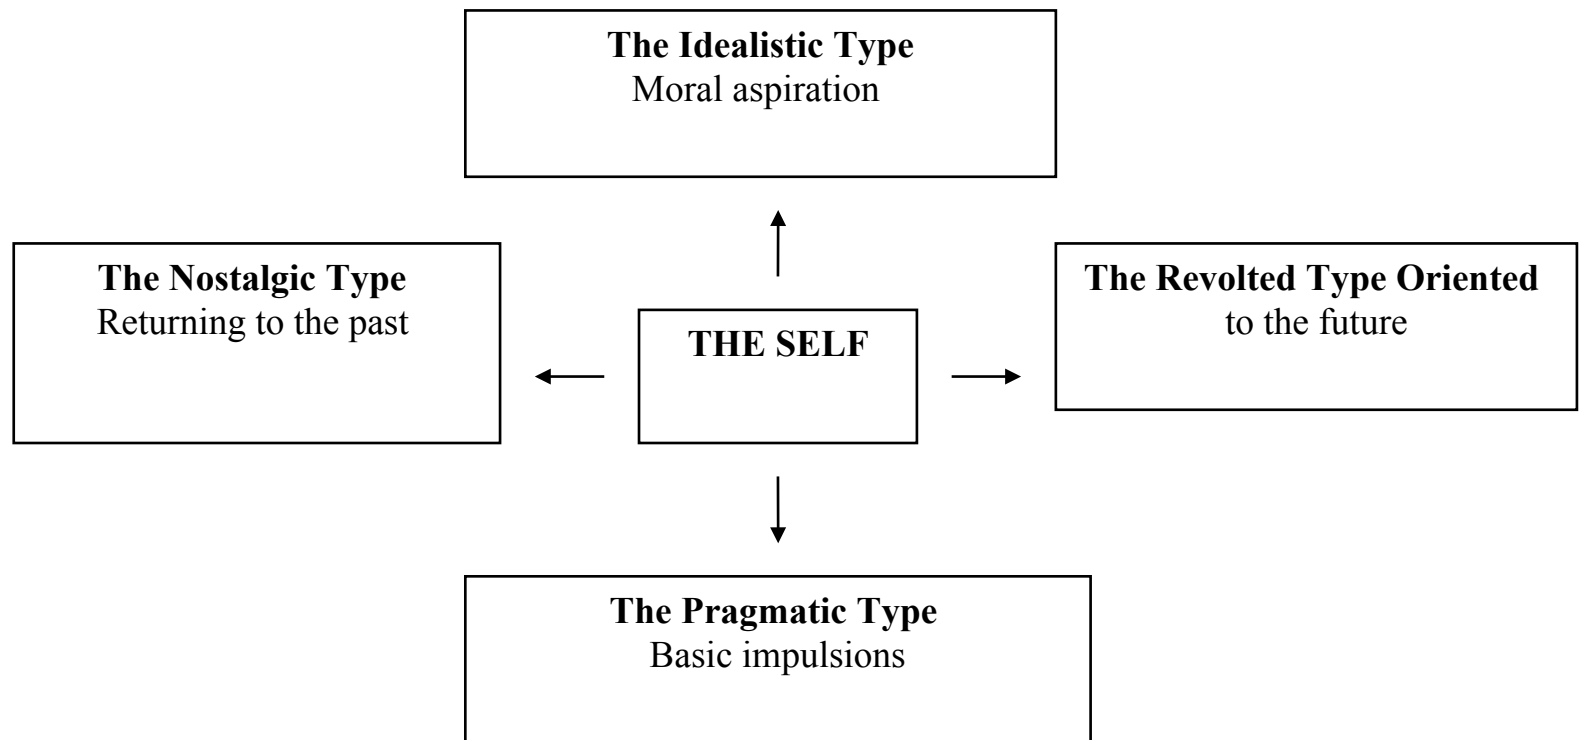 The Idealistic Type
Moral aspiration
The Nostalgic Type
Returning to the past
THE SELF
The Revolted Type Oriented
to the future
The Pragmatic Type
Basic impulsions